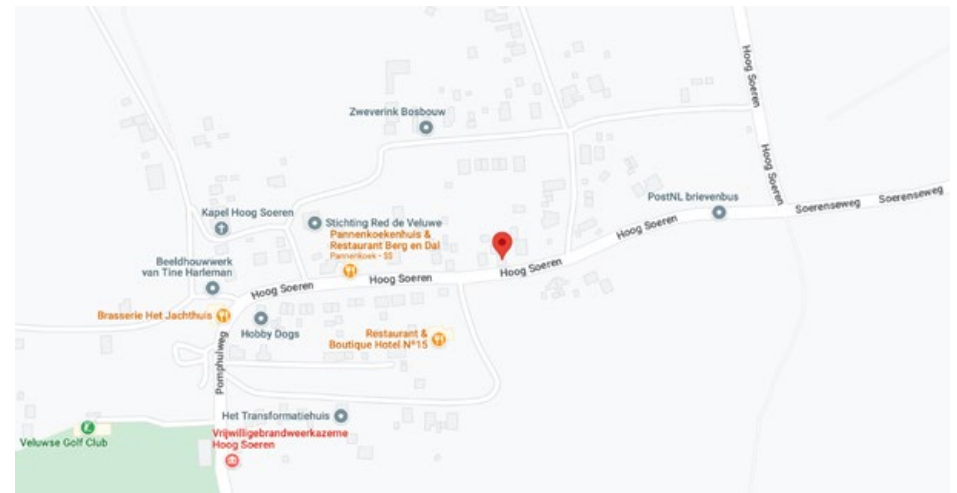 Hoog Soeren
Zweverink Bosbouw
Hoog Soeren
PostNL brievenbus
Soerenseweg
Soerenseweg
Kapel Hoog Soeren
Stichting Red de Veluwe
Pannenkoekenhuis &
Restaurant Berg en Dal
Pannenkoek • $$
Hoog Soeren
Beeldhouwwerk
van Tine Harleman
Hoog Soeren
Hoog Soeren
Hoog Soeren
Brasserie Het Jachthuis
Hobby Dogs
Restaurant &
Boutique Hotel N°15
Pomphulweg
Het Transformatiehuis
Veluwse Golf Club
Vrijwilligebrandweerkazerne
Hoog Soeren